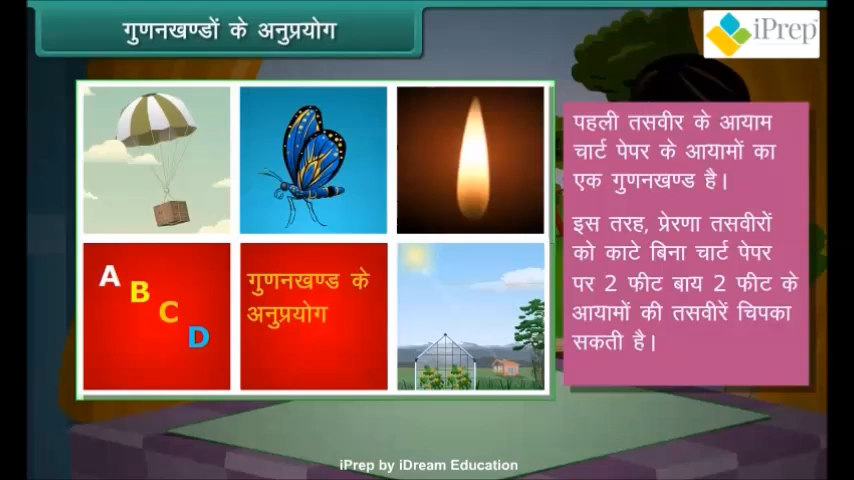 गुणनखण्डों के अनुप्रयोग
iPrep
A
B
C
D
गुणनखण्ड के
अनुप्रयोग
पहली तसवीर के आयाम
चार्ट पेपर के आयामों का
एक गुणनखण्ड है।
इस तरह, प्रेरणा तसवीरों
को काटे बिना चार्ट पेपर
पर 2 फीट बाय 2 फीट के
आयामों की तसवीरें चिपका
सकती है।
iPrep by iDream Education